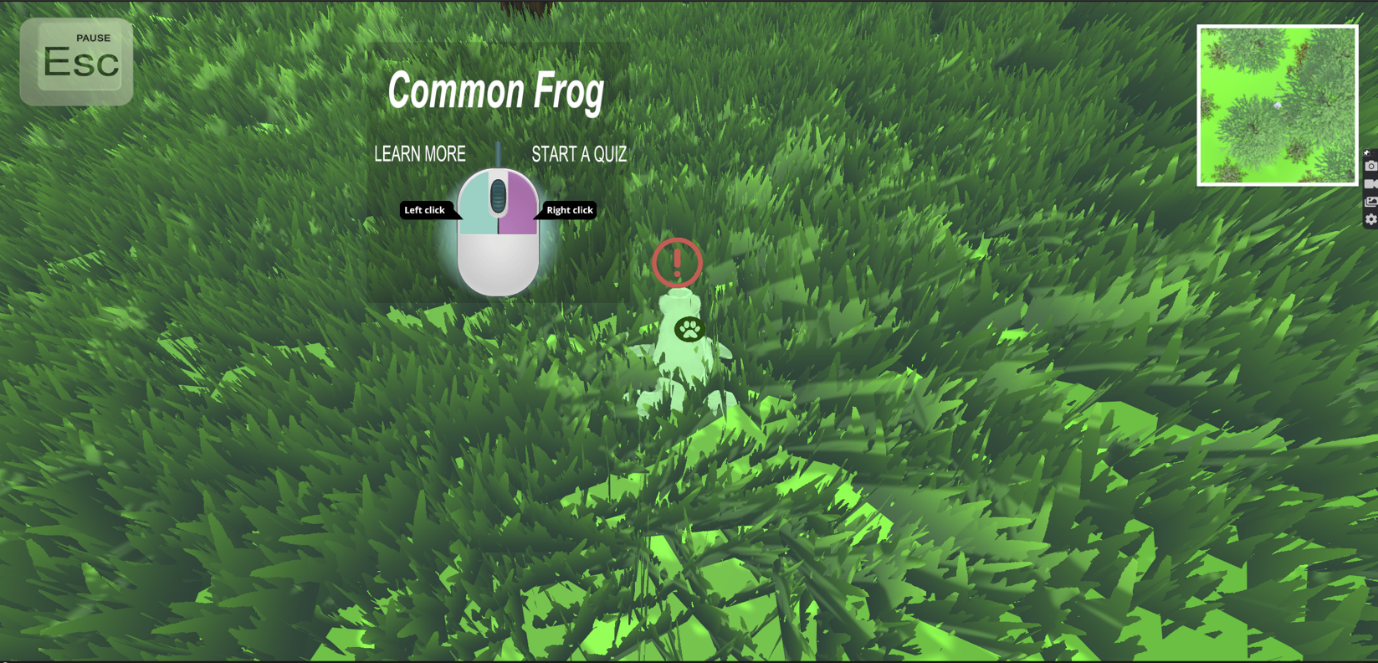 PAUSE
Esc
Common Frog
LEARN MORE
START A QUIZ
Left click
Right click